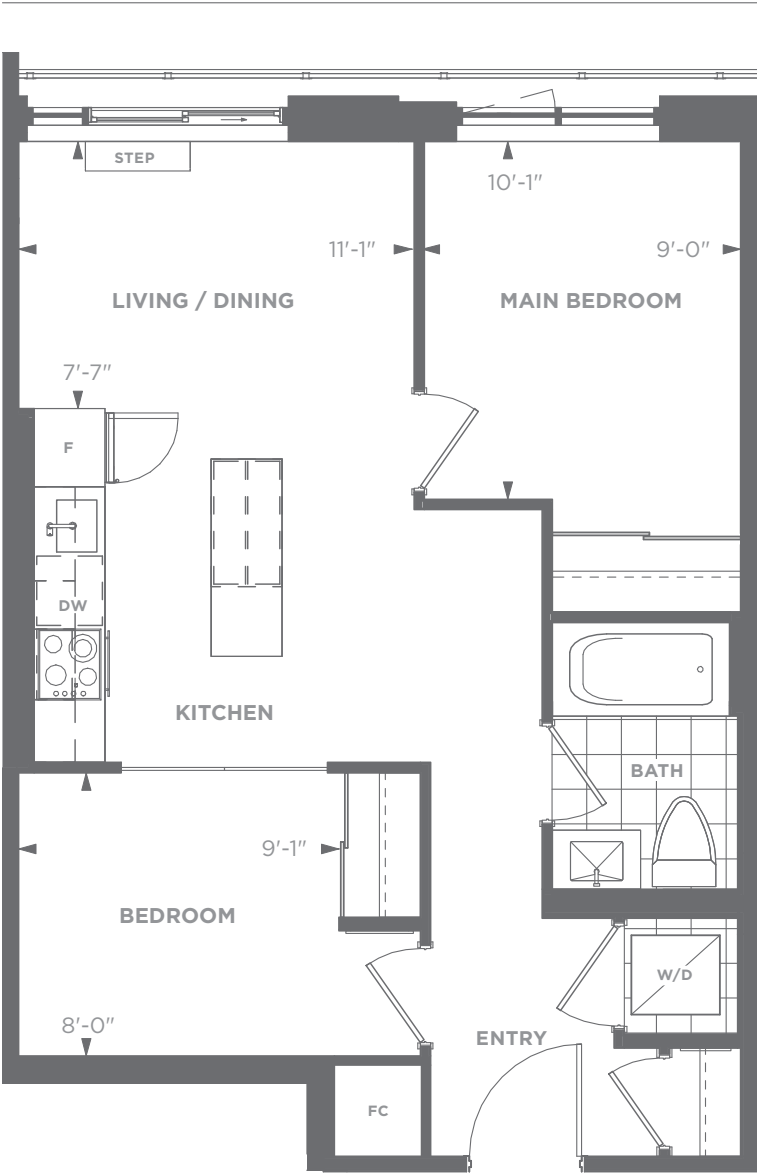 STEP
10'-1"
11'-1"
9'-0"
LIVING / DINING
MAIN BEDROOM
7'-7"
F
DW
KITCHEN
BATH
9'-1"
BEDROOM
W/D
8'-0"
ENTRY
FC